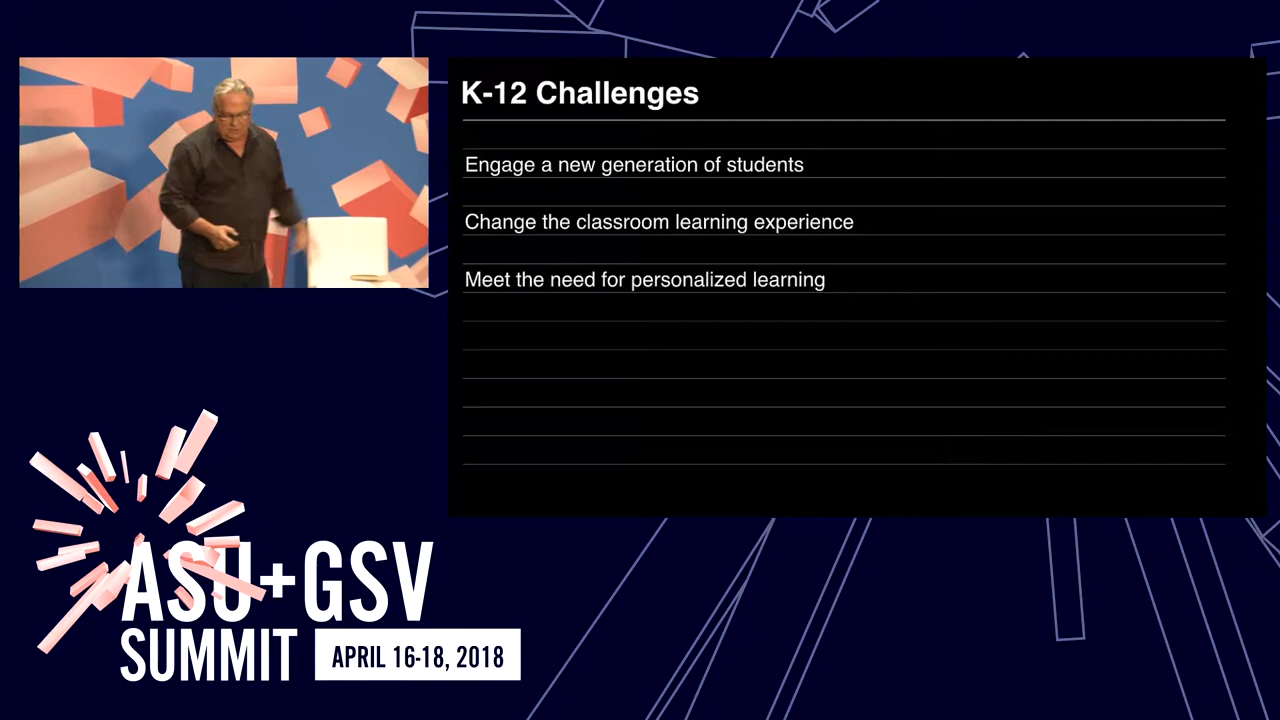 K-12 Challenges
Engage a new generation of students
Change the classroom learning experience
Meet the need for personalized learning
ASU+GSV
SUMMIT
APRIL 16-18, 2018